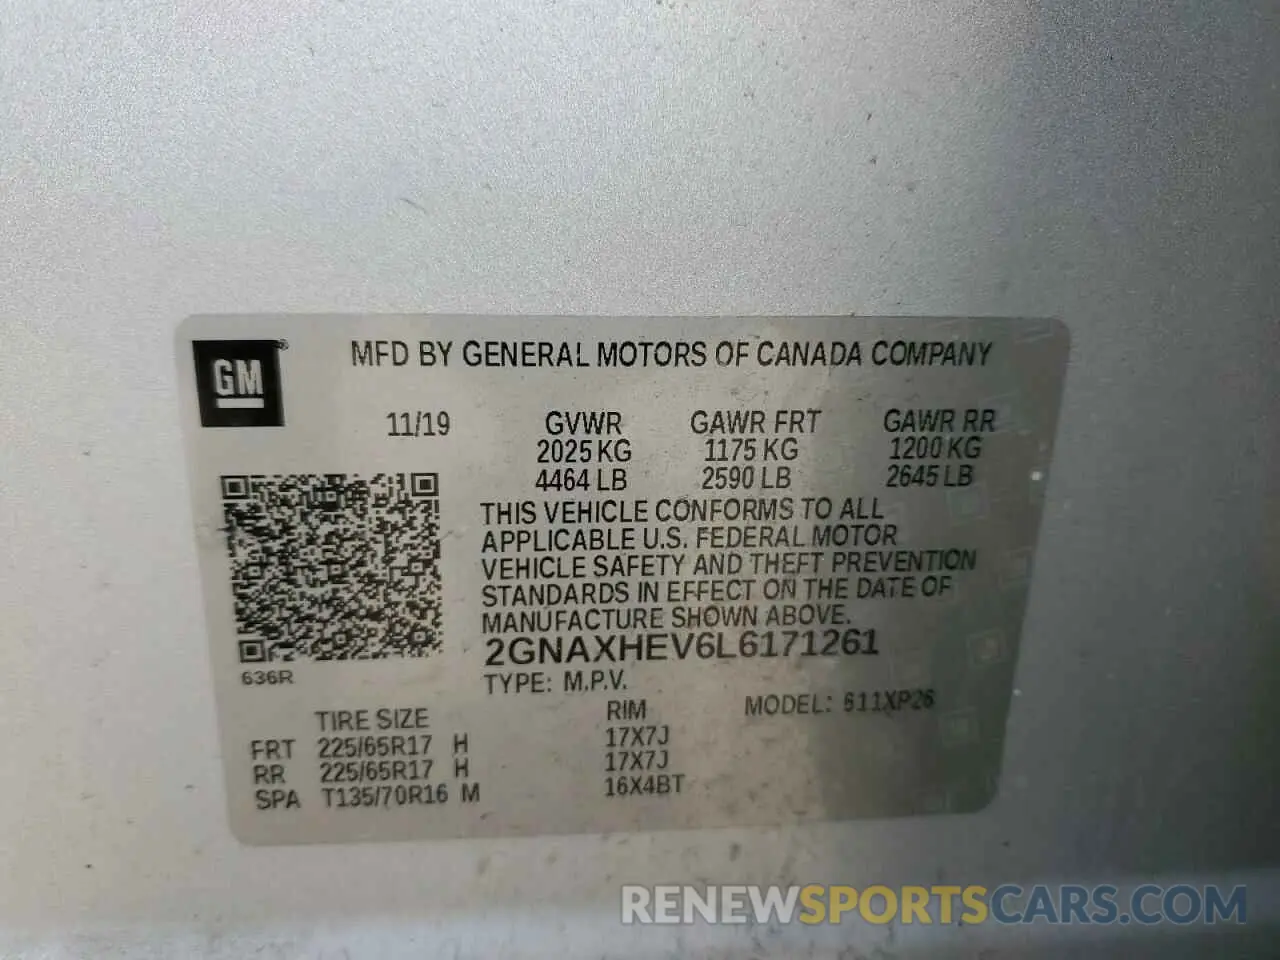 GM®
MFD BY GENERAL MOTORS OF CANADA COMPANY
11/19 GVWR GAWR FRT GAWR RR
2025 KG 1175 KG 1200 KG
4464 LB 2590 LB 2645 LB
THIS VEHICLE CONFORMS TO ALL
APPLICABLE U.S. FEDERAL MOTOR
VEHICLE SAFETY AND THEFT PREVENTION
STANDARDS IN EFFECT ON THE DATE OF
MANUFACTURE SHOWN ABOVE.
2GNAXHEV6L6171261
636R
TYPE: M.P.V.
TIRE SIZE RIM MODEL: 611XP26
FRT 225/65R17 H 17X7J
RR 225/65R17 H 17X7J
SPA T135/70R16 M 16X4BT
RENEWSPORTSCARS.COM